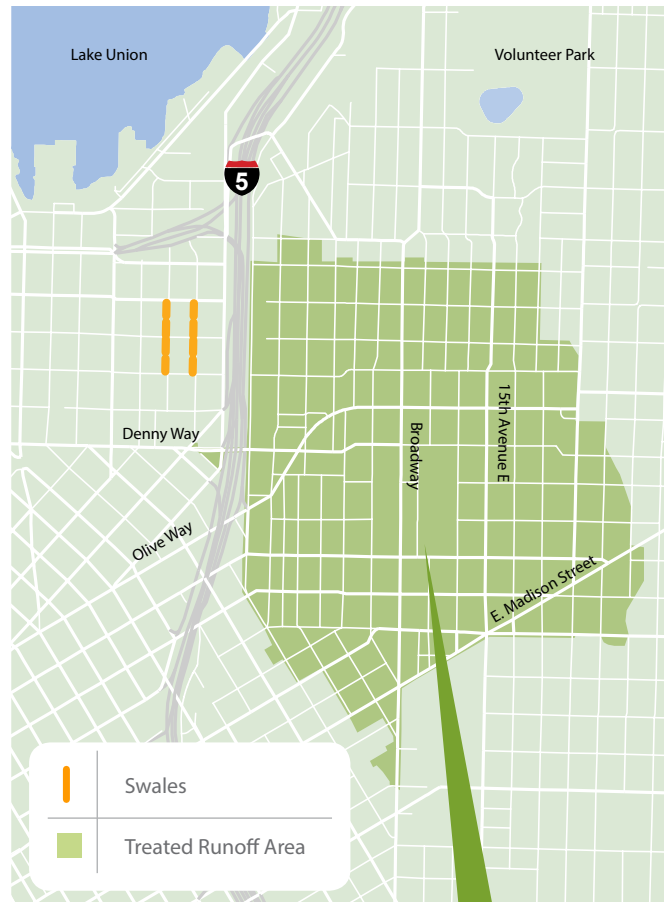 Lake Union
Volunteer Park
5
15th Avenue E
Broadway
Denny Way
Olive Way
E. Madison Street
Swales
Treated Runoff Area